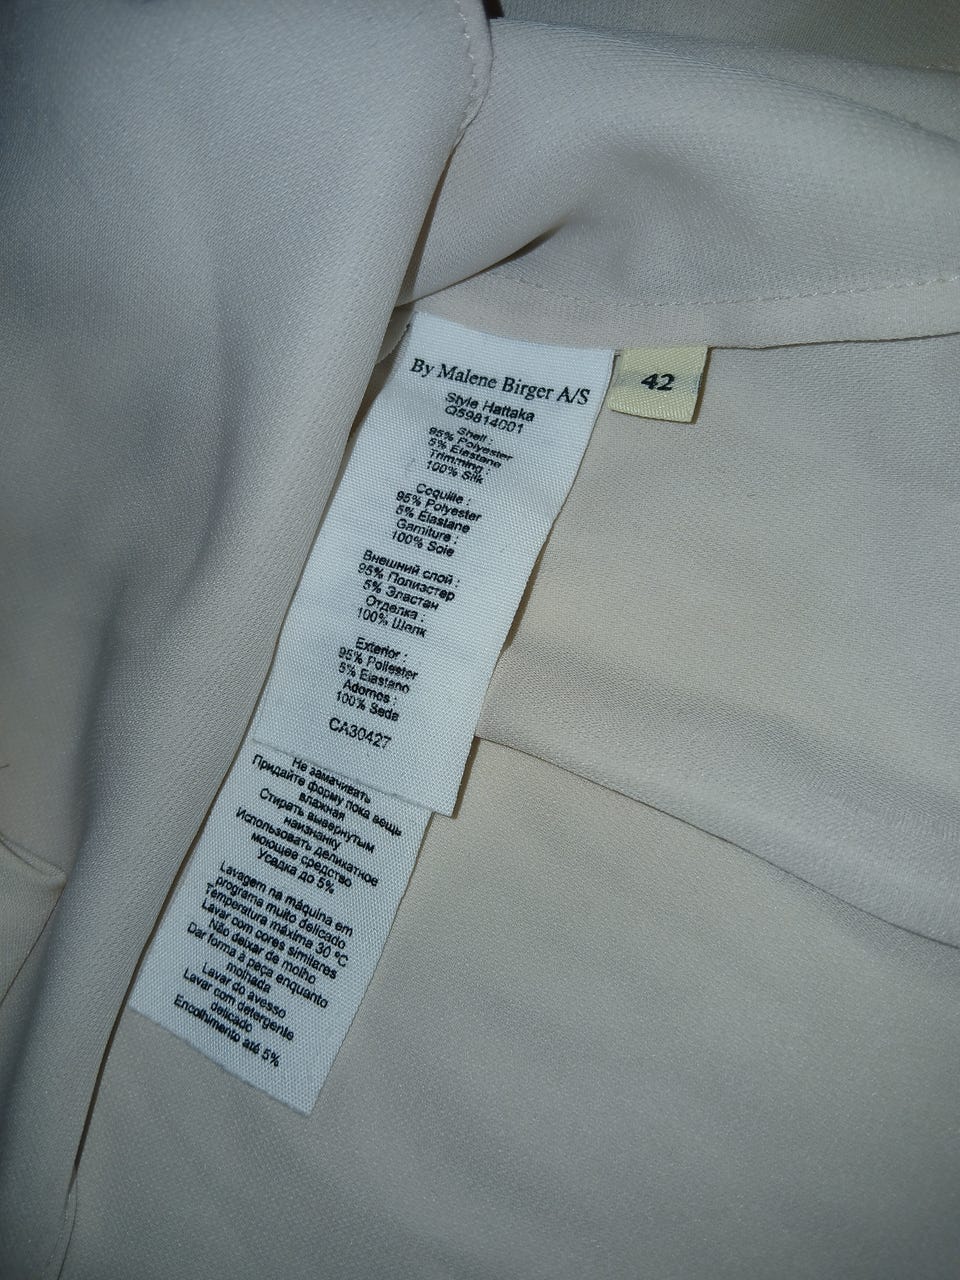 By Malene Birger A/S
Style Hattaka
Q59814001
Shell :
95% Polyester
5% Elastane
Trimming :
100% Silk
Coquille :
95% Polyester
5% Élastane
Garniture :
100% Soie
Внешний слой :
95% Полиэстер
5% Эластан
Отделка :
100% Шелк
Exterior :
95% Poliester
5% Elastano
Adornos :
100% Seda
CA30427
42
Не замачивать
Придайте форму пока вещь
влажная
Стирать вывернутым
наизнанку
Использовать деликатное
моющее средство
Усадка до 5%
Lavagem na máquina em
programa muito delicado
Temperatura máxima 30 °C
Lavar com cores similares
Não deixar de molho
Dar forma à peça enquanto
molhada
Lavar do avesso
Lavar com detergente
delicado
Encolhimento até 5%